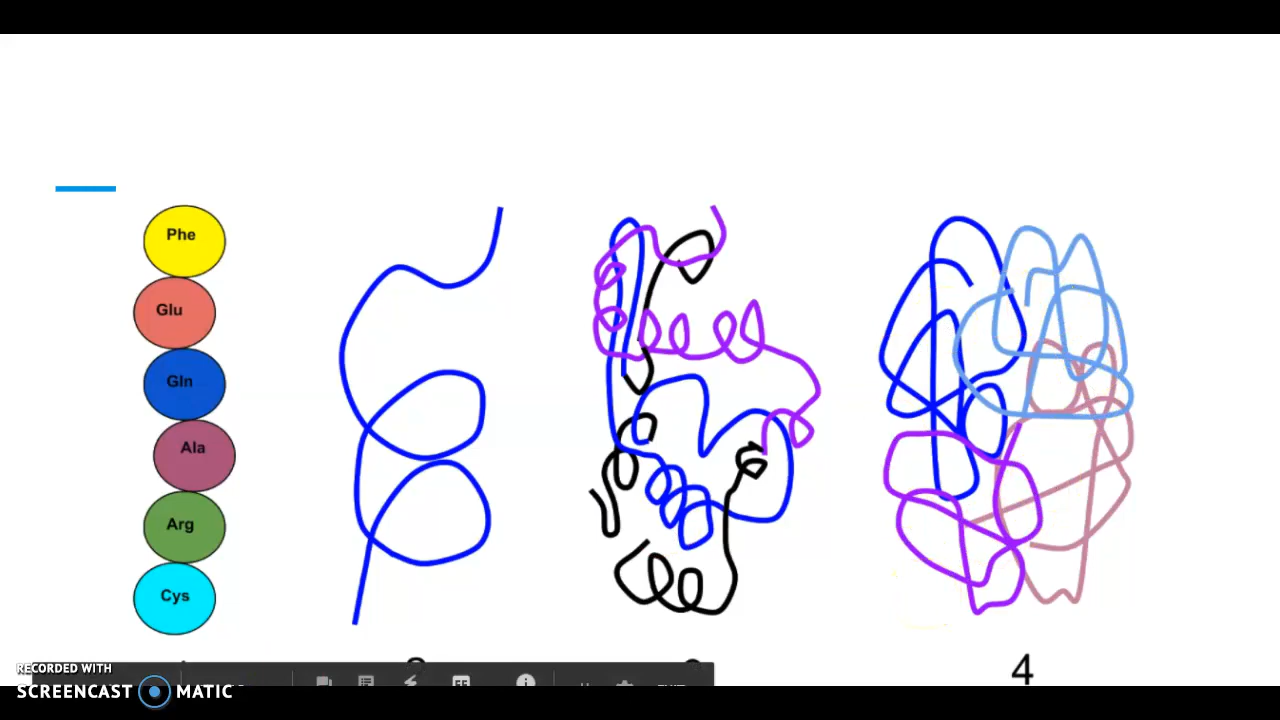 Phe
Glu
Gln
Ala
Arg
Cys
4
RECORDED WITH
SCREENCAST MATIC